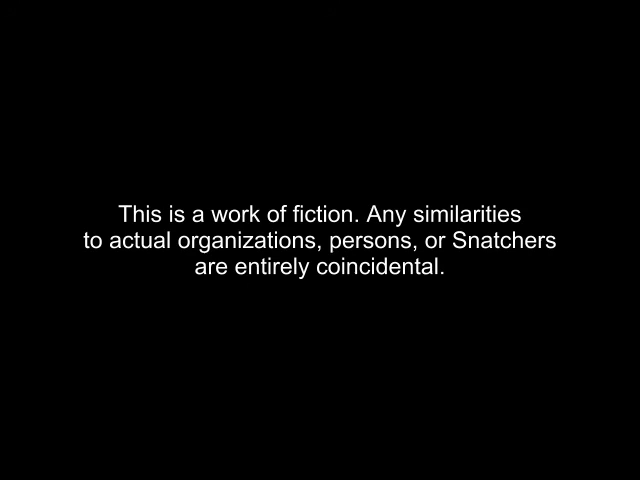 This is a work of fiction. Any similarities
to actual organizations, persons, or Snatchers
are entirely coincidental.